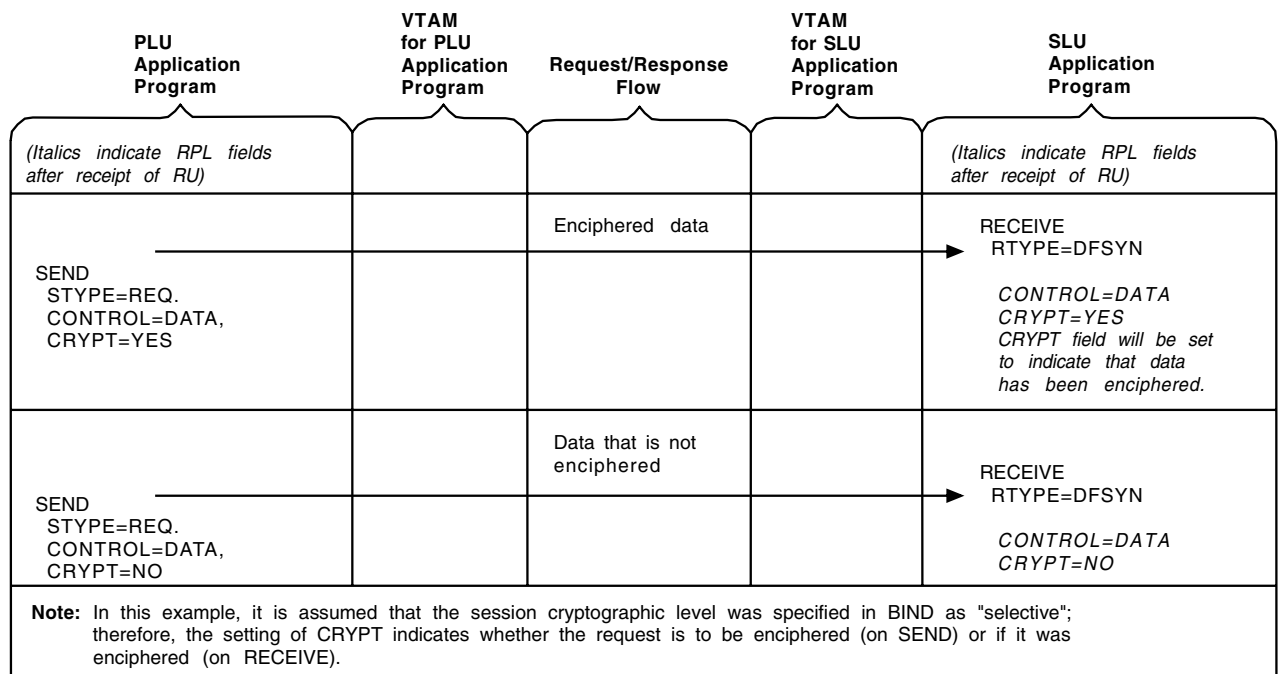 PLU
Application
Program
VTAM
for PLU
Application
Program
Request/Response
Flow
VTAM
for SLU
Application
Program
SLU
Application
Program
(Italics indicate RPL fields
after receipt of RU)
(Italics indicate RPL fields
after receipt of RU)
Enciphered data
SEND
STYPE=REQ.
CONTROL=DATA,
CRYPT=YES
RECEIVE
RTYPE=DFSYN
CONTROL=DATA
CRYPT=YES
CRYPT field will be set
to indicate that data
has been enciphered.
Data that is not
enciphered
SEND
STYPE=REQ.
CONTROL=DATA,
CRYPT=NO
RECEIVE
RTYPE=DFSYN
CONTROL=DATA
CRYPT=NO
Note: In this example, it is assumed that the session cryptographic level was specified in BIND as "selective";
therefore, the setting of CRYPT indicates whether the request is to be enciphered (on SEND) or if it was
enciphered (on RECEIVE).